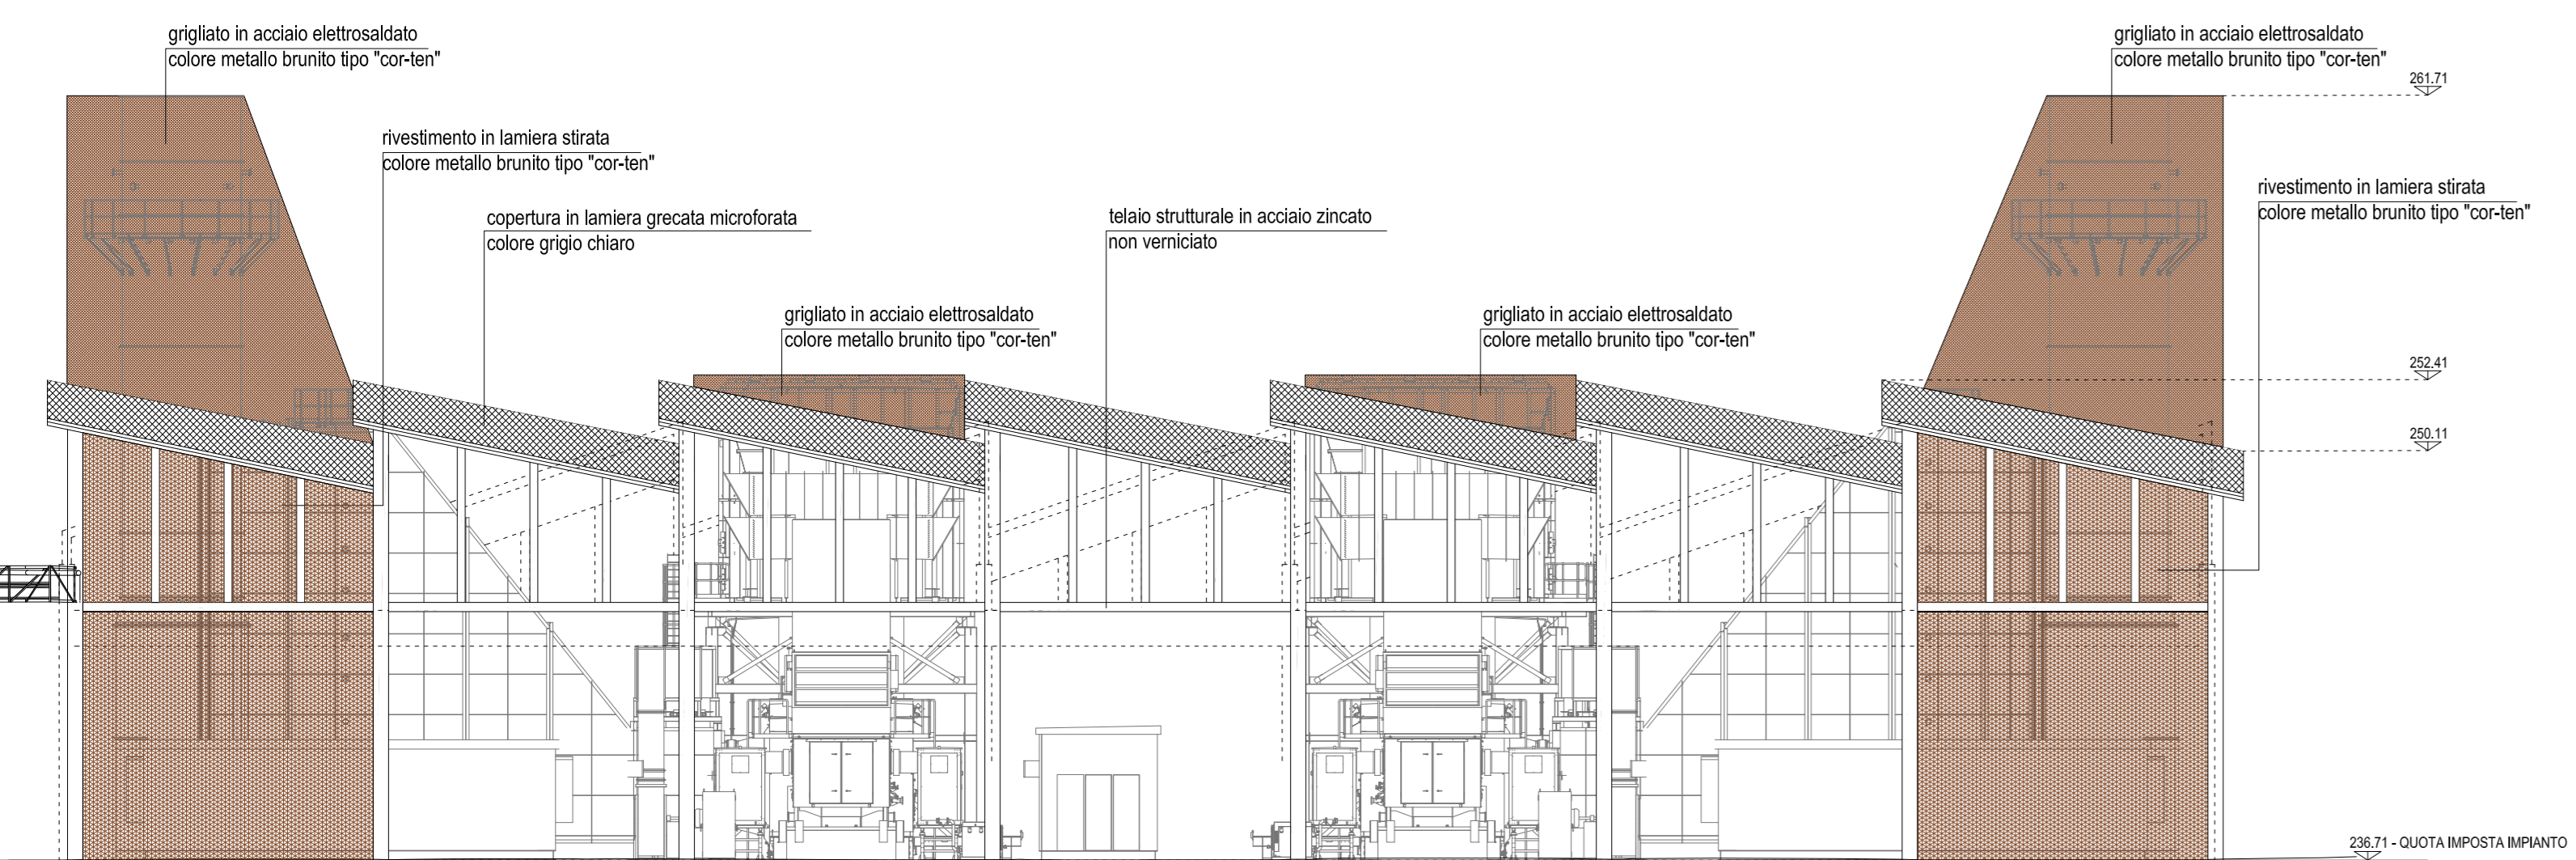 grigliato in acciaio elettrosaldato
colore metallo brunito tipo "cor-ten"
grigliato in acciaio elettrosaldato
colore metallo brunito tipo "cor-ten"
261.71
rivestimento in lamiera stirata
colore metallo brunito tipo "cor-ten"
rivestimento in lamiera stirata
colore metallo brunito tipo "cor-ten"
copertura in lamiera grecata microforata
colore grigio chiaro
telaio strutturale in acciaio zincato
non verniciato
grigliato in acciaio elettrosaldato
colore metallo brunito tipo "cor-ten"
grigliato in acciaio elettrosaldato
colore metallo brunito tipo "cor-ten"
252.41
250.11
236.71 - QUOTA IMPOSTA IMPIANTO